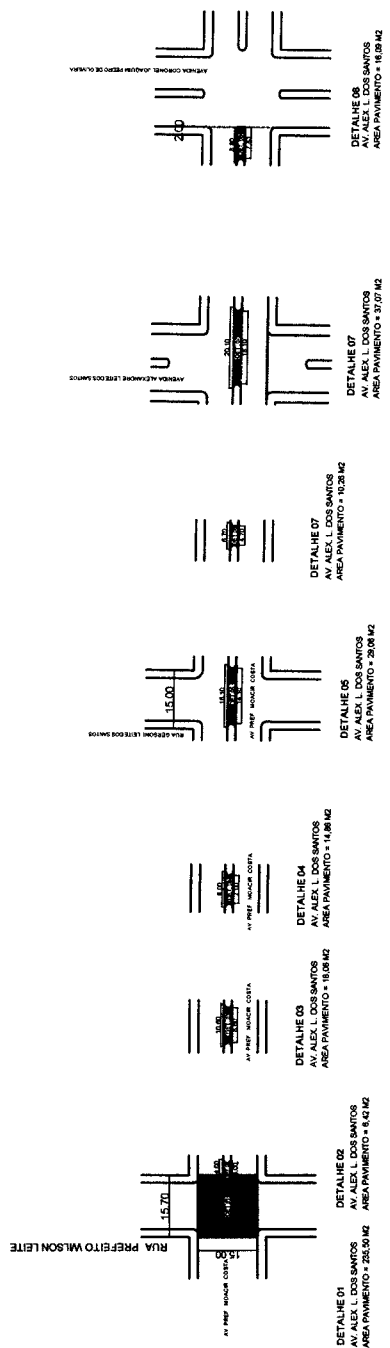 RUA PREFEITO WILSON LEITE
15.70
15.00
AV PREF MOACIR COSTA
DETALHE 01
AV. ALEX. L. DOS SANTOS
AREA PAVIMENTO = 235,50 M2
DETALHE 02
AV. ALEX. L. DOS SANTOS
AREA PAVIMENTO = 6,42 M2
10.60
AV PREF MOACIR COSTA
DETALHE 03
AV. ALEX. L. DOS SANTOS
AREA PAVIMENTO = 18,06 M2
AV PREF MOACIR COSTA
DETALHE 04
AV. ALEX. L. DOS SANTOS
AREA PAVIMENTO = 14,86 M2
RUA GERSONI LEITE DOS SANTOS
15.00
AV PREF MOACIR COSTA
DETALHE 05
AV. ALEX. L. DOS SANTOS
AREA PAVIMENTO = 29,06 M2
DETALHE 07
AV. ALEX. L. DOS SANTOS
AREA PAVIMENTO = 10,26 M2
AVENIDA ALEXANDRE LEITE DOS SANTOS
20.10
DETALHE 07
AV. ALEX. L. DOS SANTOS
AREA PAVIMENTO = 37,07 M2
AVENIDA CORONEL JOAQUIM PEDRO DE OLIVEIRA
2.00
DETALHE 08
AV. ALEX. L. DOS SANTOS
AREA PAVIMENTO = 16,09 M2